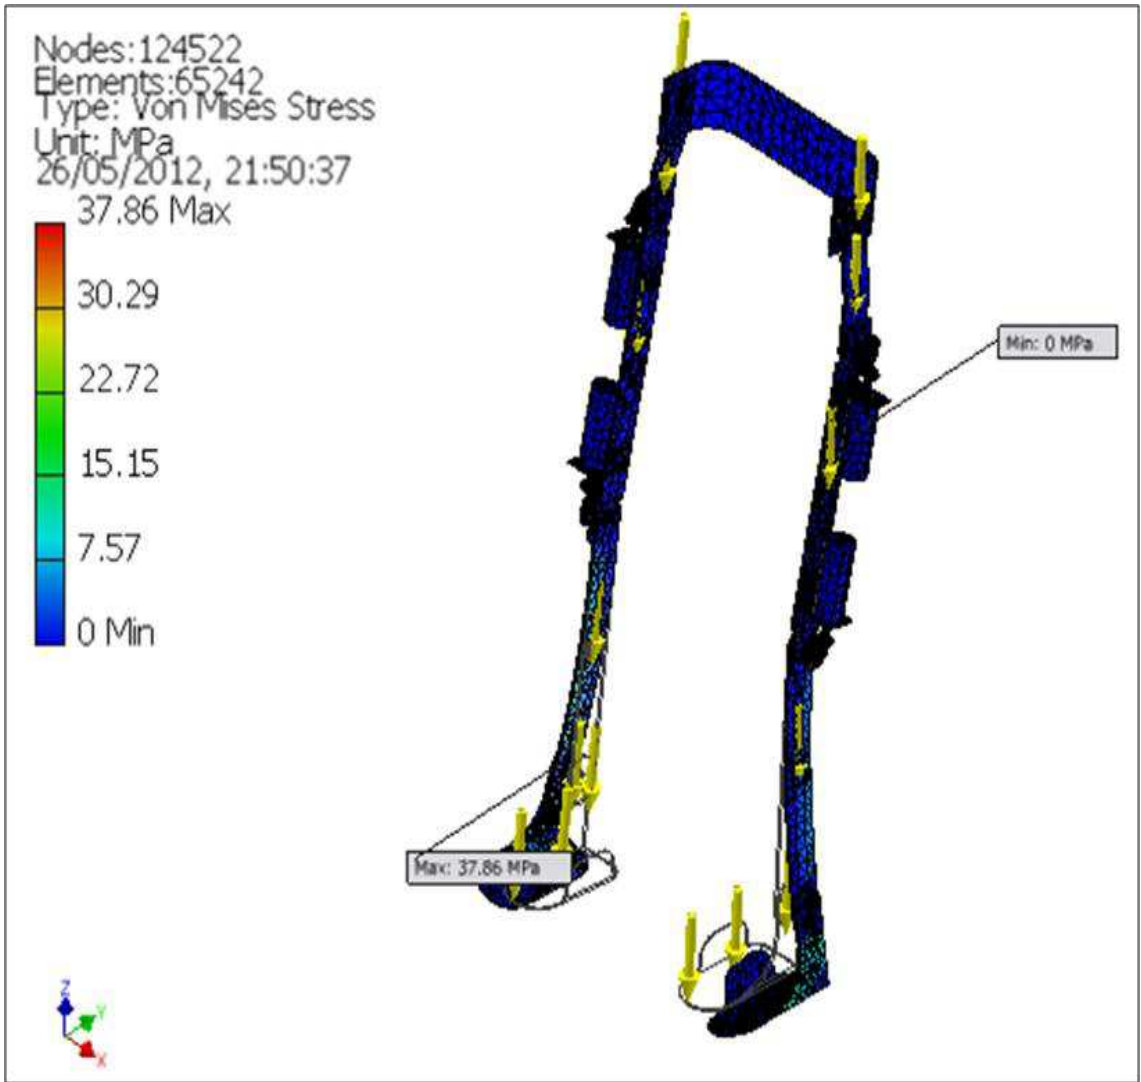 Nodes:124522
Elements:65242
Type: Von Mises Stress
Unit: MPa
26/05/2012, 21:50:37
37.86 Max
30.29
22.72
15.15
7.57
0 Min
Min: 0 MPa
Max: 37.86 MPa
Z
Y
X